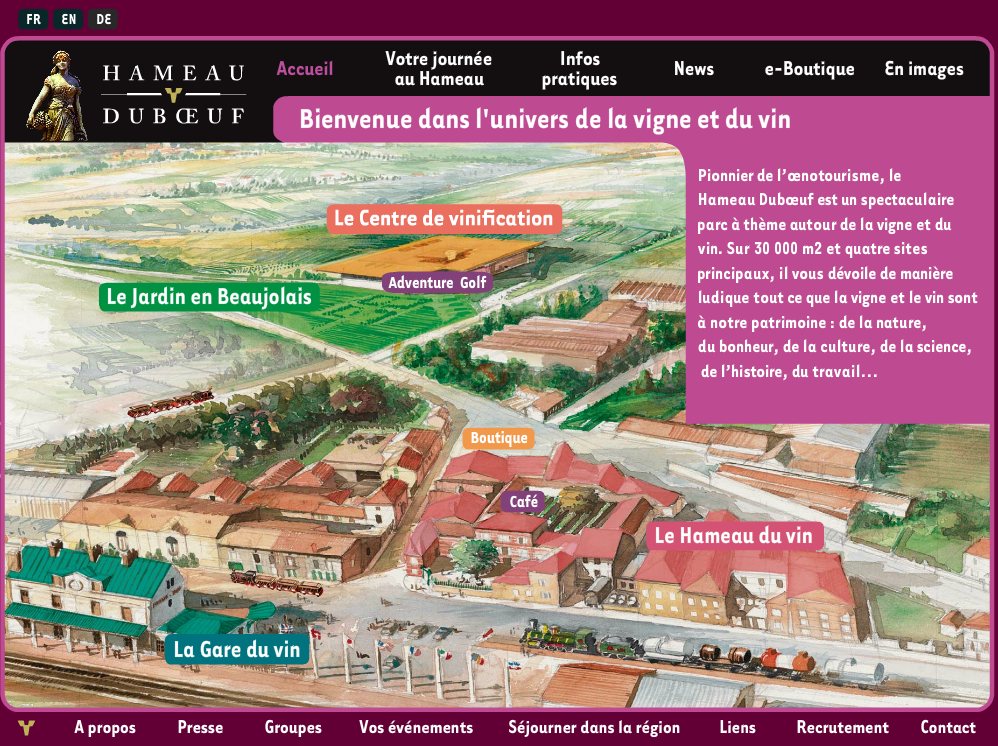 FR EN DE
HAMEAU
DUBŒUF
Accueil
Votre journée
au Hameau
Infos
pratiques
News
e-Boutique
En images
Bienvenue dans l'univers de la vigne et du vin
Pionnier de l'œnotourisme, le
Hameau Dubœuf est un spectaculaire
parc à thème autour de la vigne et du
vin. Sur 30 000 m2 et quatre sites
principaux, il vous dévoile de manière
ludique tout ce que la vigne et le vin sont
à notre patrimoine : de la nature,
du bonheur, de la culture, de la science,
de l'histoire, du travail...
Le Centre de vinification
Adventure Golf
Le Jardin en Beaujolais
Boutique
Café
Le Hameau du vin
La Gare du vin
A propos
Presse
Groupes
Vos événements
Séjourner dans la région
Liens
Recrutement
Contact